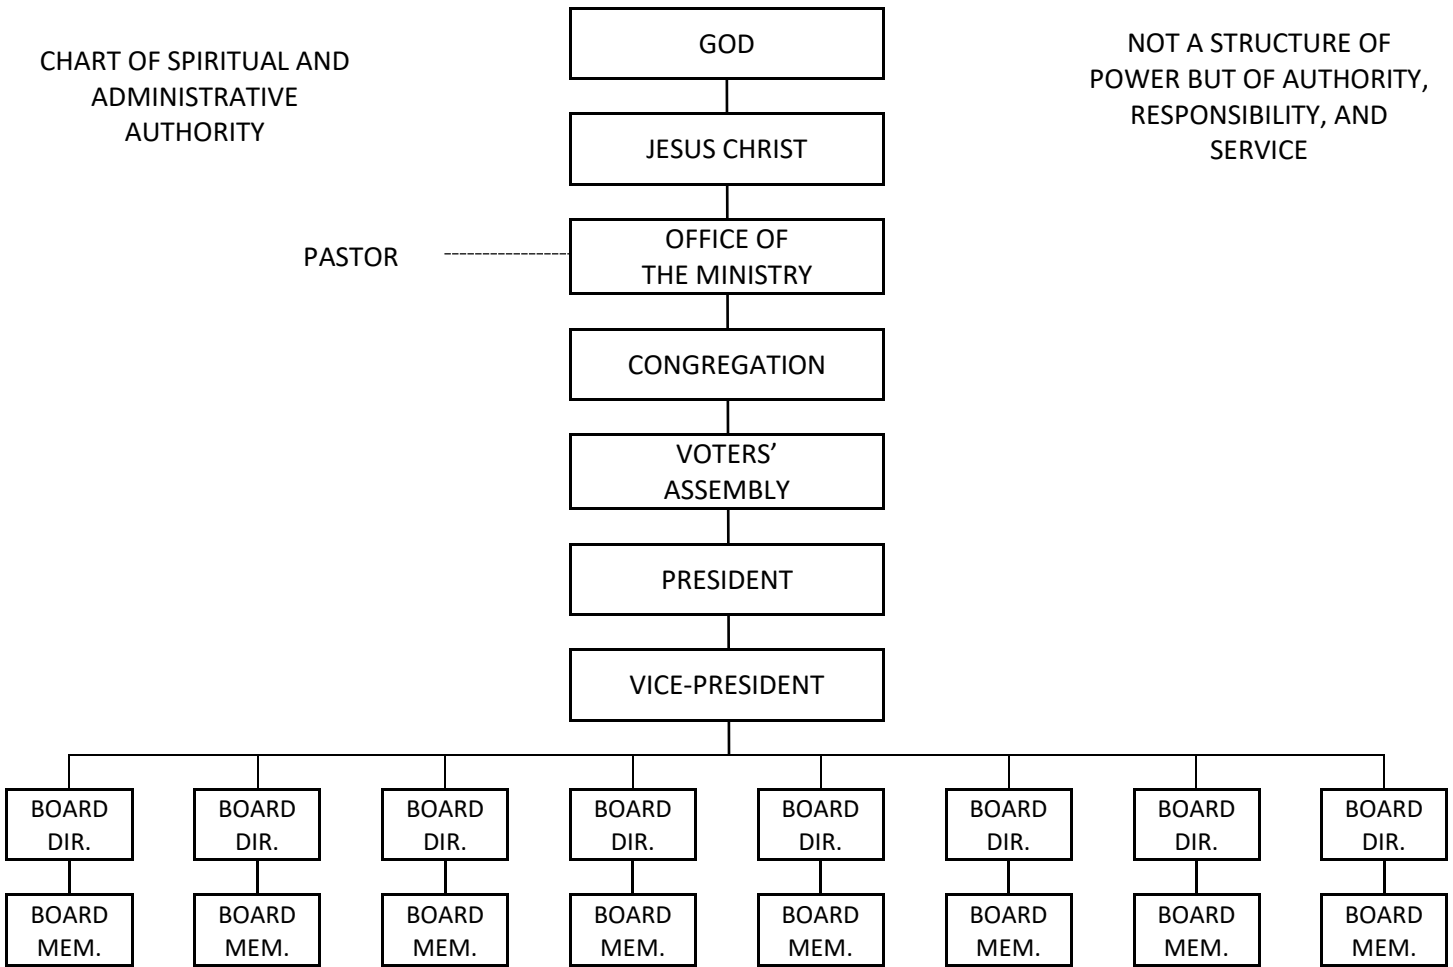 CHART OF SPIRITUAL AND
ADMINISTRATIVE
AUTHORITY
GOD
NOT A STRUCTURE OF
POWER BUT OF AUTHORITY,
RESPONSIBILITY, AND
SERVICE
JESUS CHRIST
PASTOR
OFFICE OF
THE MINISTRY
CONGREGATION
VOTERS’
ASSEMBLY
PRESIDENT
VICE-PRESIDENT
BOARD
DIR.
BOARD
DIR.
BOARD
DIR.
BOARD
DIR.
BOARD
DIR.
BOARD
DIR.
BOARD
DIR.
BOARD
DIR.
BOARD
MEM.
BOARD
MEM.
BOARD
MEM.
BOARD
MEM.
BOARD
MEM.
BOARD
MEM.
BOARD
MEM.
BOARD
MEM.